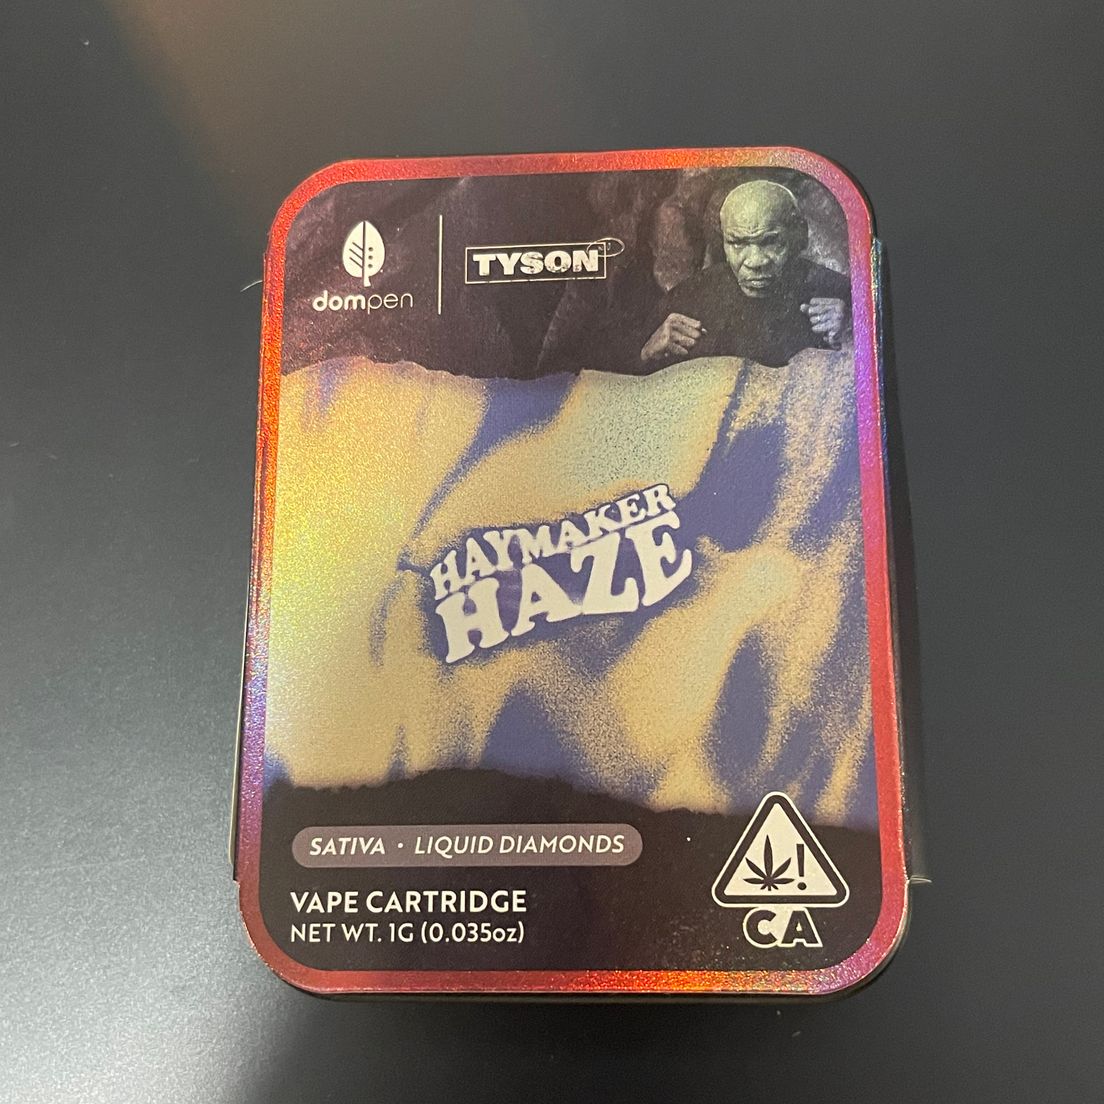 dompen
TYSON
HAYMAKER
HAZE
SATIVA • LIQUID DIAMONDS
VAPE CARTRIDGE
NET WT. 1G (0.035oz)
!
CA